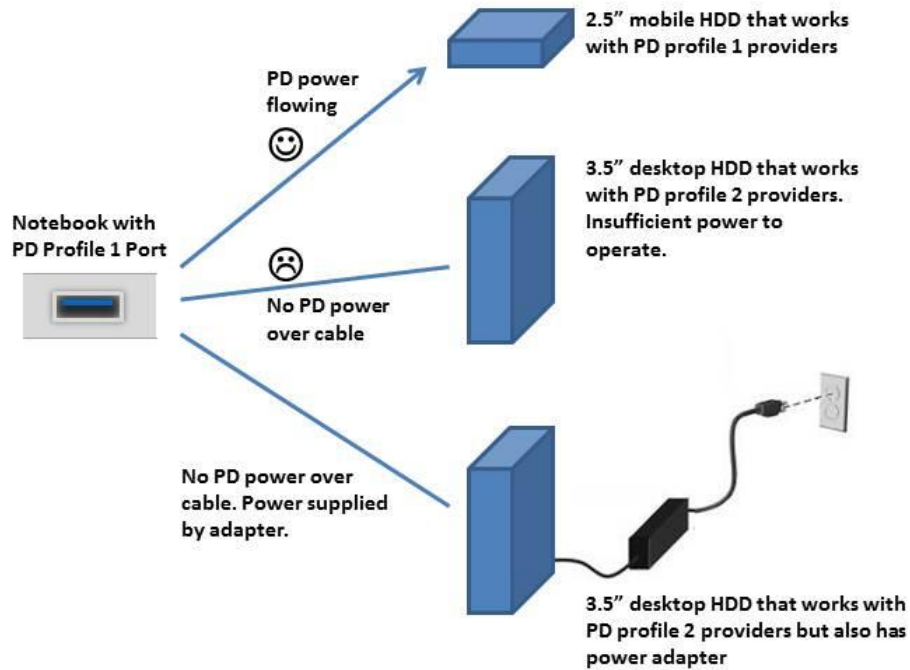 2.5” mobile HDD that works
with PD profile 1 providers
PD power
flowing
3.5” desktop HDD that works
with PD profile 2 providers.
Insufficient power to
operate.
Notebook with
PD Profile 1 Port
No PD power
over cable
No PD power over
cable. Power supplied
by adapter.
3.5” desktop HDD that works with
PD profile 2 providers but also has
power adapter